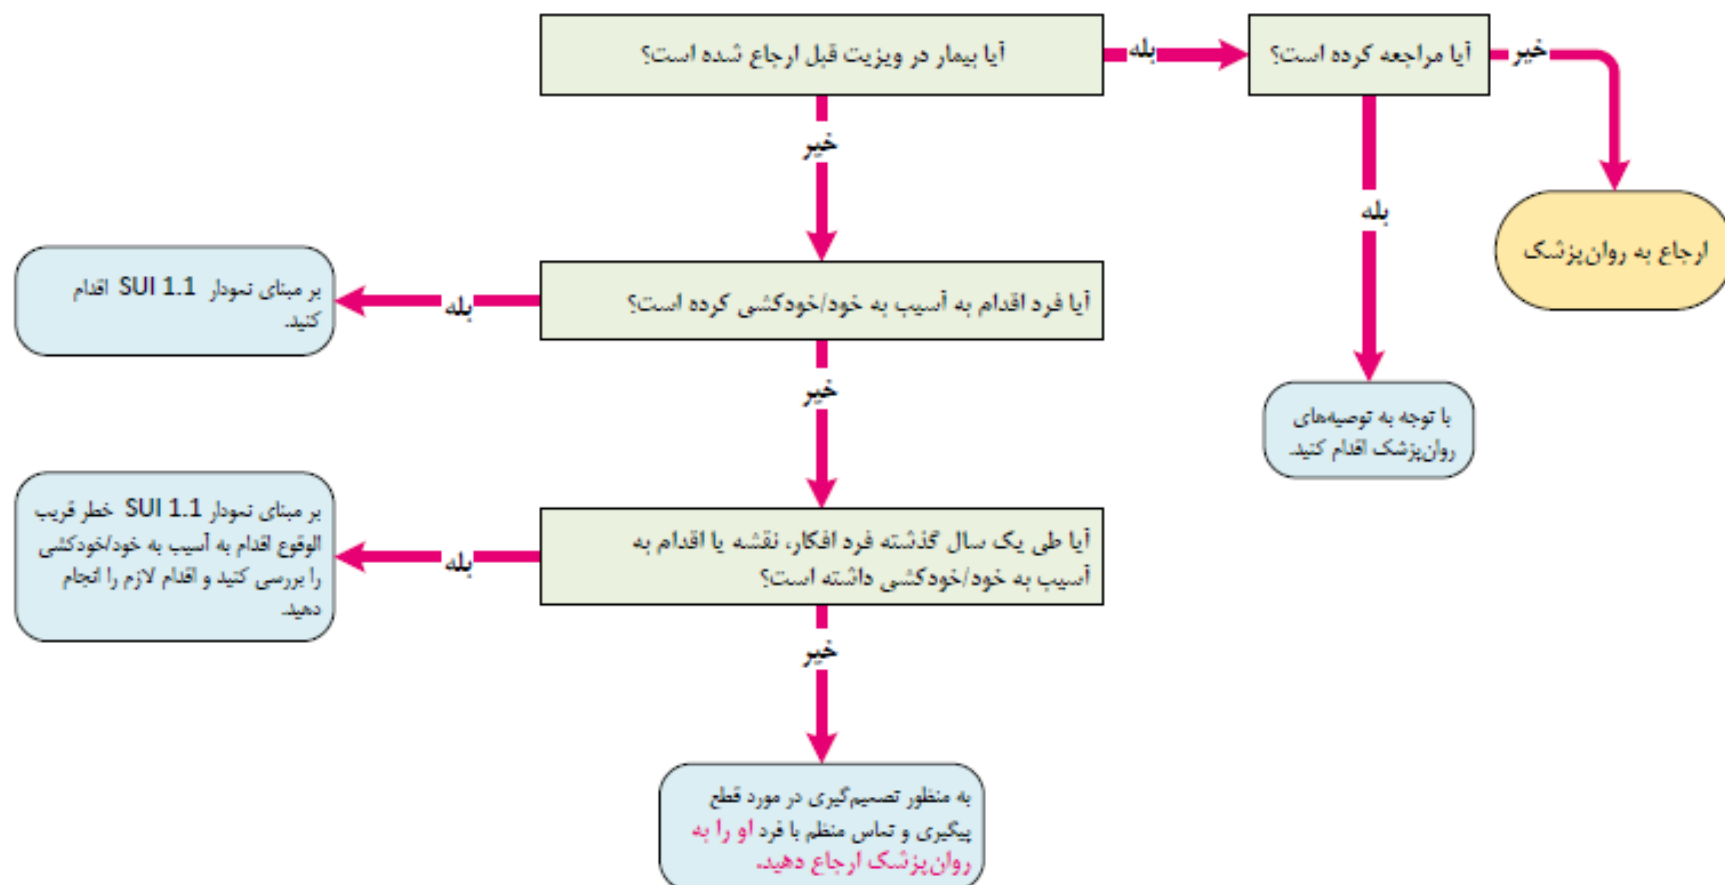 آیا بیمار در ویزیت قبل ارجاع شده است؟
بله
آیا مراجعه کرده است؟
خیر
ارجاع به روان‌پزشک
بله
با توجه به توصیه‌های
روان‌پزشک اقدام کنید.
خیر
آیا فرد اقدام به آسیب به خود/خودکشی کرده است؟
بله
بر مبنای نمودار SUI 1.1 اقدام
کنید.
خیر
آیا طی یک سال گذشته فرد افکار، نقشه یا اقدام به
آسیب به خود/خودکشی داشته است؟
بله
بر مبنای نمودار SUI 1.1 خطر قریب
الوقوع اقدام به آسیب به خود/خودکشی
را بررسی کنید و اقدام لازم را انجام
دهید.
خیر
به منظور تصمیم‌گیری در مورد قطع
پیگیری و تماس منظم با فرد او را به
روان‌پزشک ارجاع دهید.